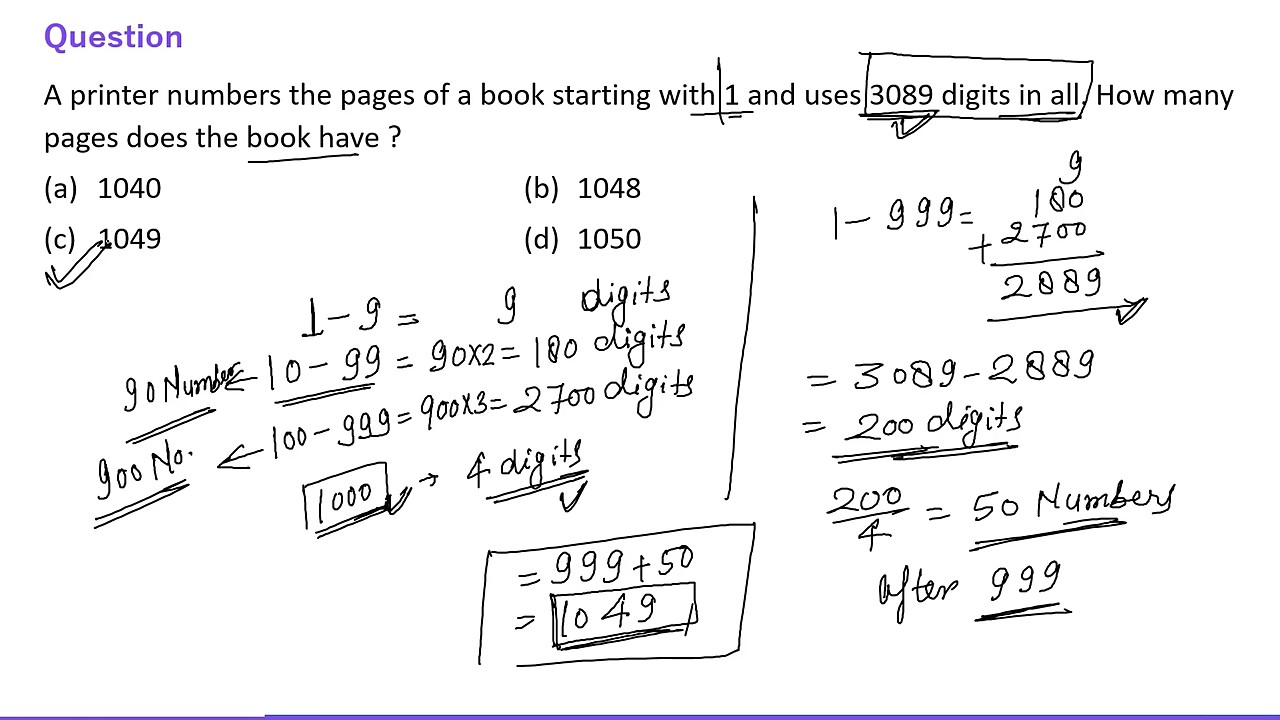 Question
A printer numbers the pages of a book starting with 1 and uses 3089 digits in all. How many
pages does the book have ?
(a) 1040
(b) 1048
(c) 1049
(d) 1050
1 - 9 = 9 digits
90 Number ← 10 - 99 = 90x2 = 180 digits
900 No. ← 100 - 999 = 900x3 = 2700 digits
1000 → 4 digits
= 999 + 50
= 1049
9
1 - 999 = 180
+ 2700
2889
= 3089 - 2889
= 200 digits
200/4 = 50 Numbers
after 999